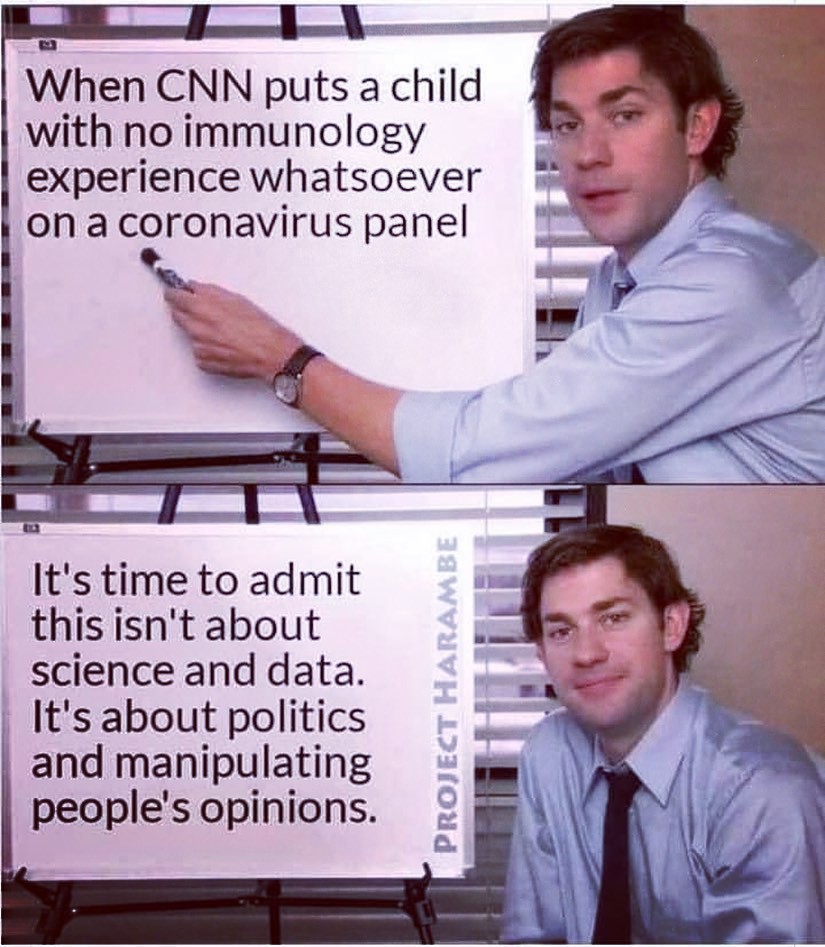 When CNN puts a child
with no immunology
experience whatsoever
on a coronavirus panel
It's time to admit
this isn't about
science and data.
It's about politics
and manipulating
people's opinions.
PROJECT HARAMBE